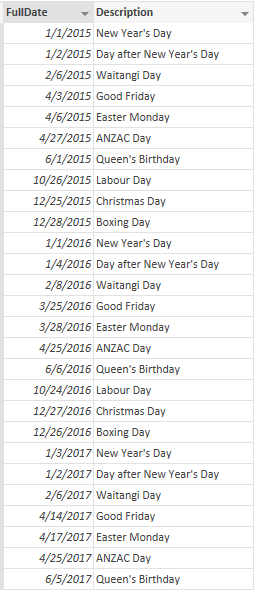 FullDate Description
1/1/2015 New Year's Day
1/2/2015 Day after New Year's Day
2/6/2015 Waitangi Day
4/3/2015 Good Friday
4/6/2015 Easter Monday
4/27/2015 ANZAC Day
6/1/2015 Queen's Birthday
10/26/2015 Labour Day
12/25/2015 Christmas Day
12/28/2015 Boxing Day
1/1/2016 New Year's Day
1/4/2016 Day after New Year's Day
2/8/2016 Waitangi Day
3/25/2016 Good Friday
3/28/2016 Easter Monday
4/25/2016 ANZAC Day
6/6/2016 Queen's Birthday
10/24/2016 Labour Day
12/27/2016 Christmas Day
12/26/2016 Boxing Day
1/3/2017 New Year's Day
1/2/2017 Day after New Year's Day
2/6/2017 Waitangi Day
4/14/2017 Good Friday
4/17/2017 Easter Monday
4/25/2017 ANZAC Day
6/5/2017 Queen's Birthday